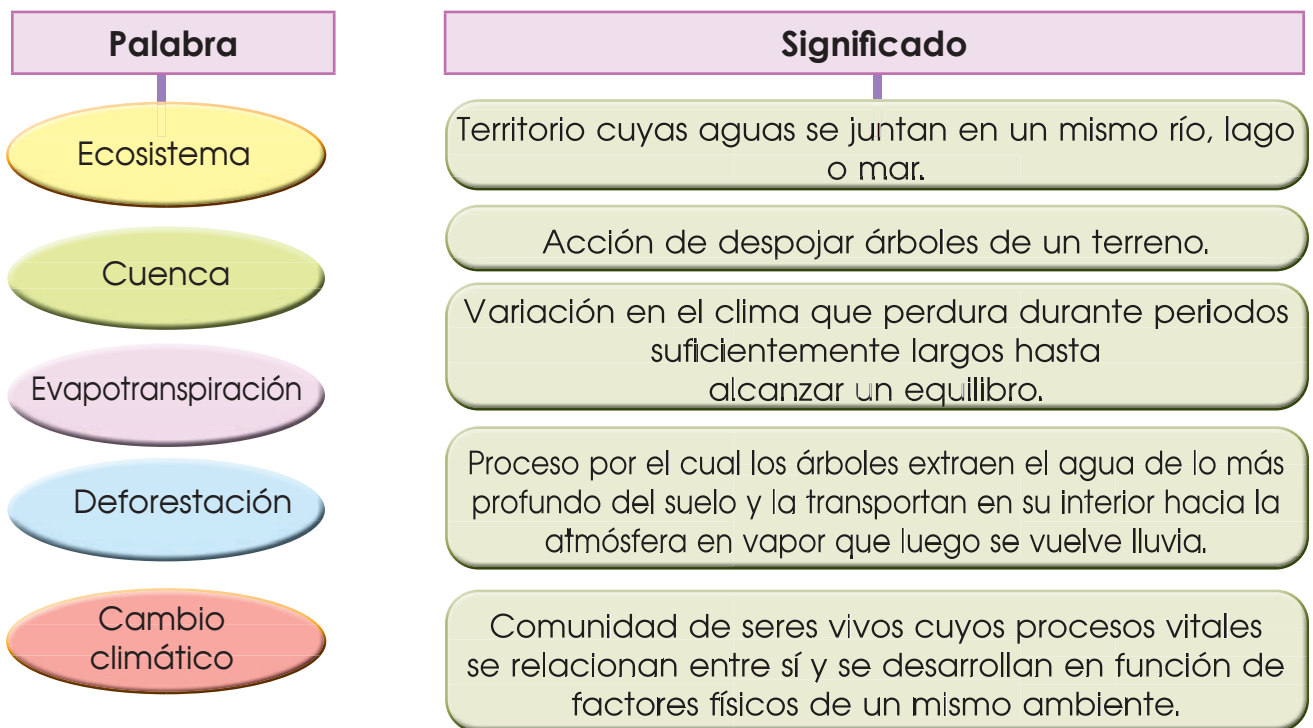 Palabra
Significado
Ecosistema
Territorio cuyas aguas se juntan en un mismo río, lago
o mar.
Cuenca
Acción de despojar árboles de un terreno.
Evapotranspiración
Variación en el clima que perdura durante periodos
suficientemente largos hasta
alcanzar un equilibro.
Deforestación
Proceso por el cual los árboles extraen el agua de lo más
profundo del suelo y la transportan en su interior hacia la
atmósfera en vapor que luego se vuelve lluvia.
Cambio
climático
Comunidad de seres vivos cuyos procesos vitales
se relacionan entre sí y se desarrollan en función de
factores físicos de un mismo ambiente.